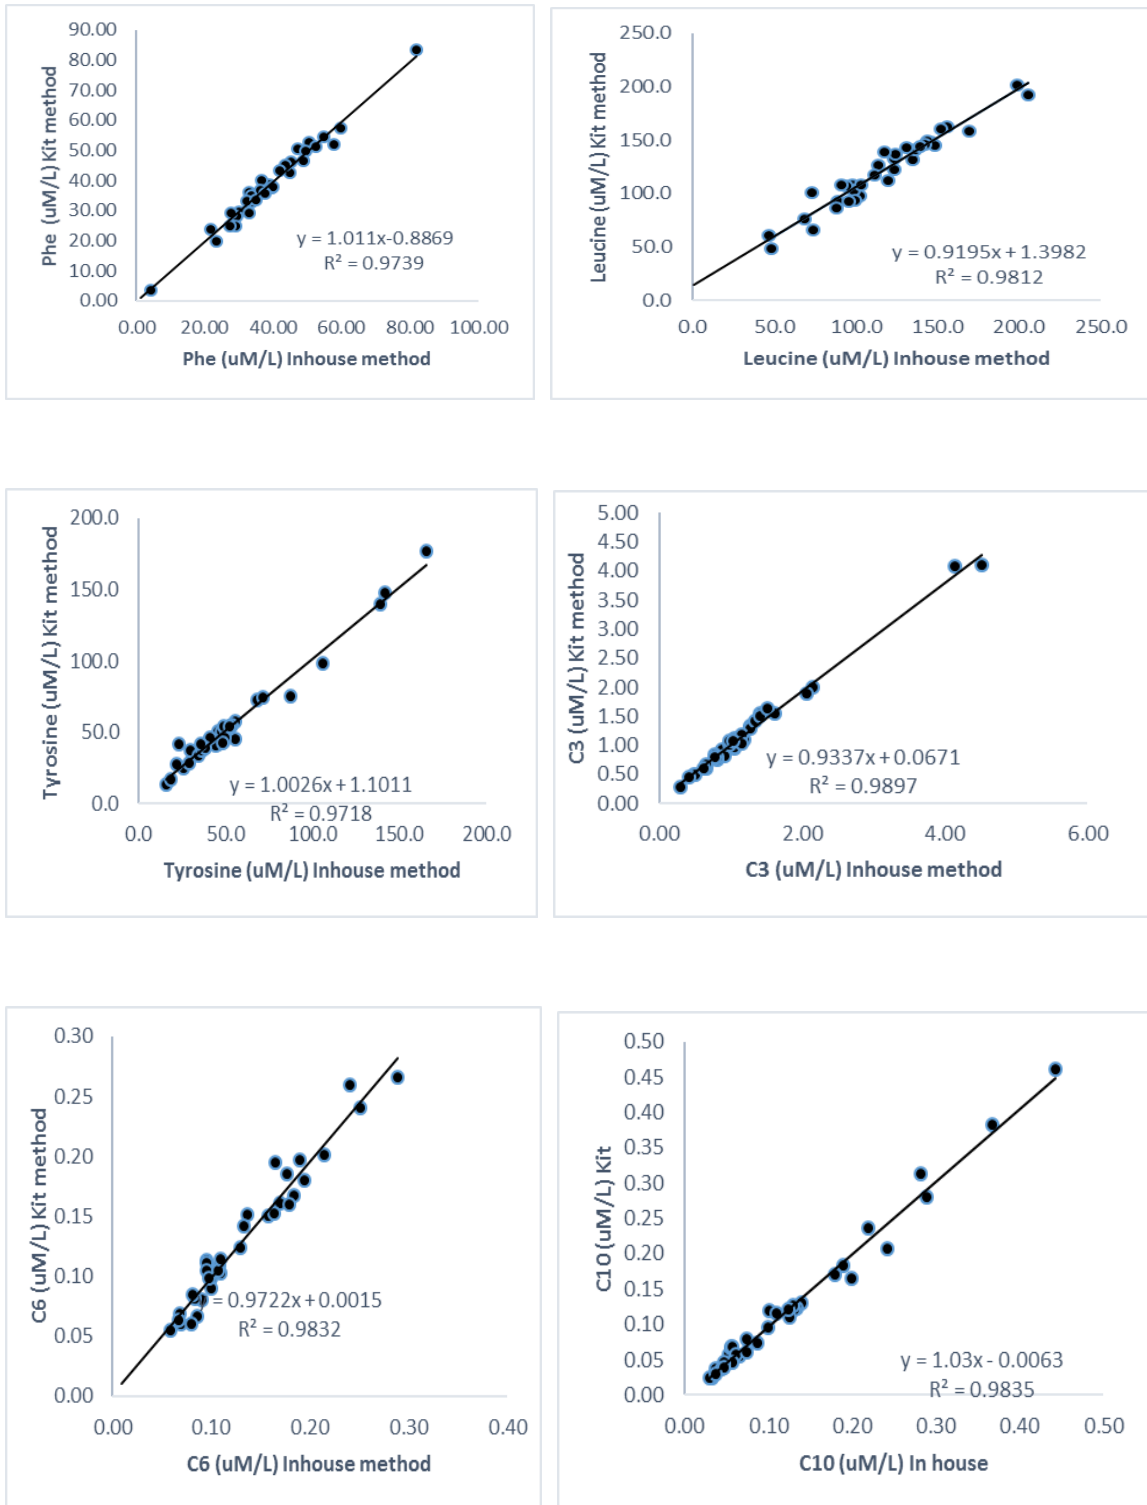 90.00
80.00
70.00
60.00
50.00
40.00
30.00
20.00
10.00
0.00
Phe (uM/L) Kit method
y = 1.011x-0.8869
R² = 0.9739
0.00 20.00 40.00 60.00 80.00 100.00
Phe (uM/L) Inhouse method
250.0
200.0
150.0
100.0
50.0
0.0
Leucine (uM/L) Kit method
y = 0.9195x + 1.3982
R² = 0.9812
0.0 50.0 100.0 150.0 200.0 250.0
Leucine (uM/L) Inhouse method
200.0
150.0
100.0
50.0
0.0
Tyrosine (uM/L) Kit method
y = 1.0026x + 1.1011
R² = 0.9718
0.0 50.0 100.0 150.0 200.0
Tyrosine (uM/L) Inhouse method
5.00
4.50
4.00
3.50
3.00
2.50
2.00
1.50
1.00
0.50
0.00
C3 (uM/L) Kit method
y = 0.9337x + 0.0671
R² = 0.9897
0.00 2.00 4.00 6.00
C3 (uM/L) Inhouse method
0.30
0.25
0.20
0.15
0.10
0.05
0.00
C6 (uM/L) Kit method
= 0.9722x + 0.0015
R² = 0.9832
0.00 0.10 0.20 0.30 0.40
C6 (uM/L) Inhouse method
0.50
0.45
0.40
0.35
0.30
0.25
0.20
0.15
0.10
0.05
0.00
C10 (uM/L) Kit
y = 1.03x - 0.0063
R² = 0.9835
0.00 0.10 0.20 0.30 0.40 0.50
C10 (uM/L) In house